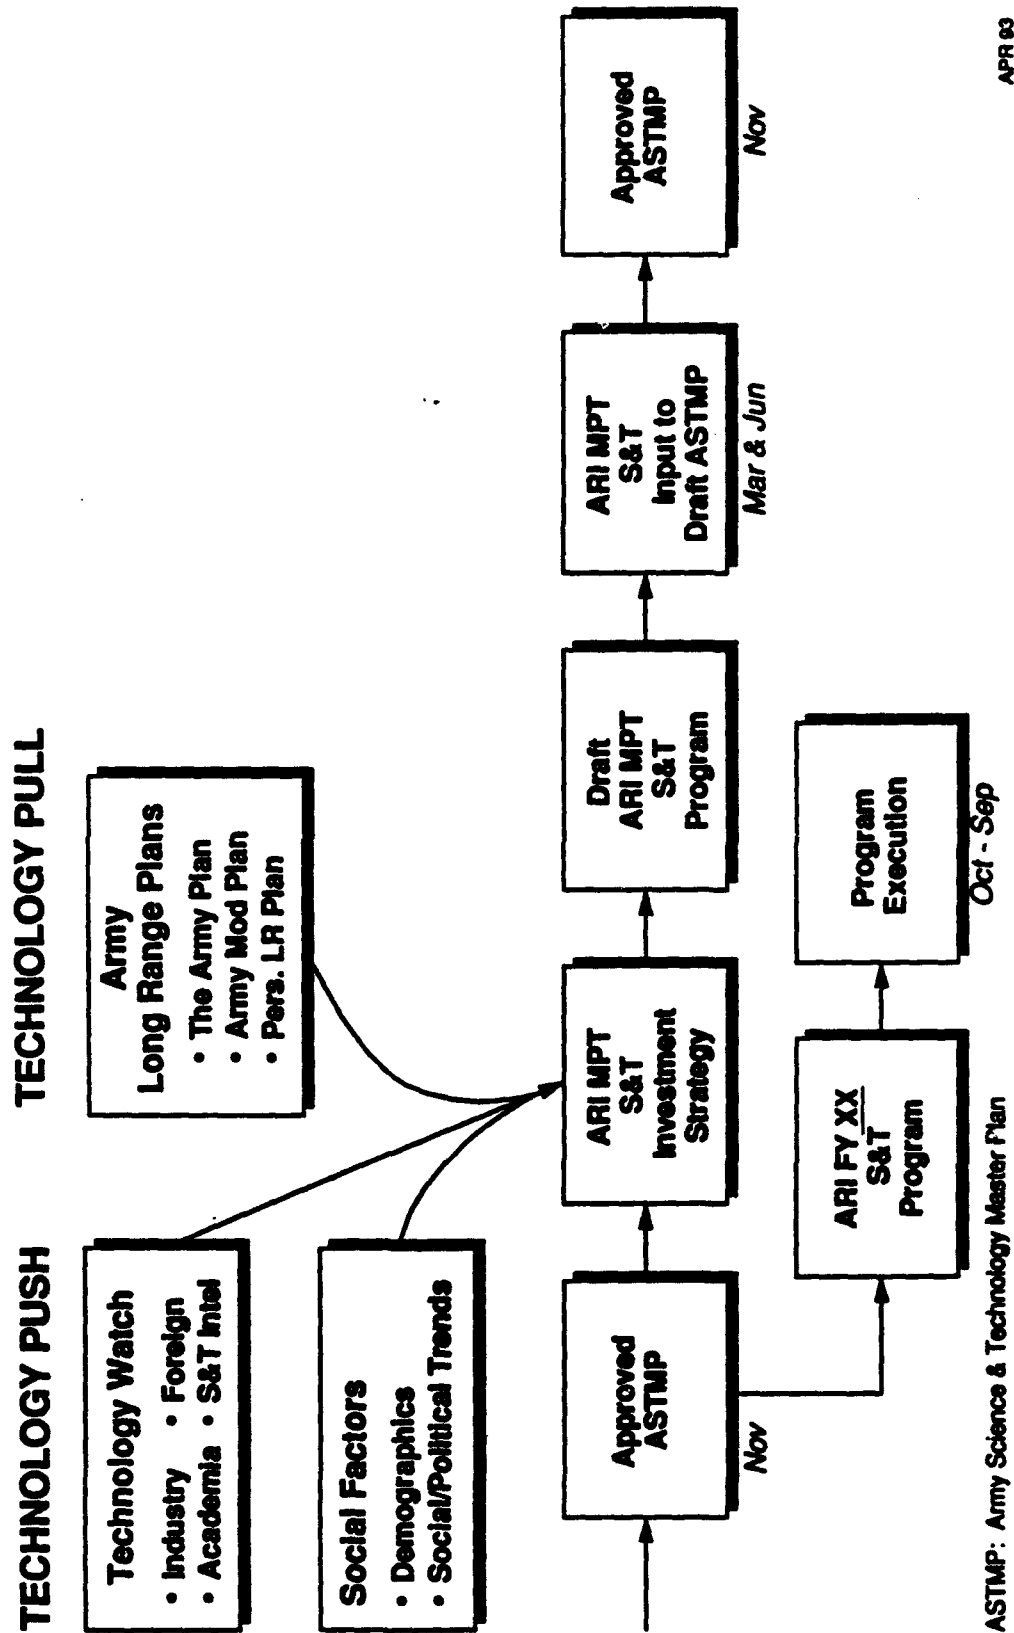 TECHNOLOGY PUSH
TECHNOLOGY PULL
Technology Watch
• Industry • Foreign
• Academia • S&T Intel
Army
Long Range Plans
• The Army Plan
• Army Mod Plan
• Pers. LR Plan
Social Factors
• Demographics
• Social/Political Trends
Approved
ASTMP
Nov
ARI MPT
S&T
Investment
Strategy
Draft
ARI MPT
S&T
Program
ARI MPT
S&T
Input to
Draft ASTMP
Mar & Jun
Approved
ASTMP
Nov
ARI FY XX
S&T
Program
Program
Execution
Oct - Sep
ASTMP: Army Science & Technology Master Plan
APR 93